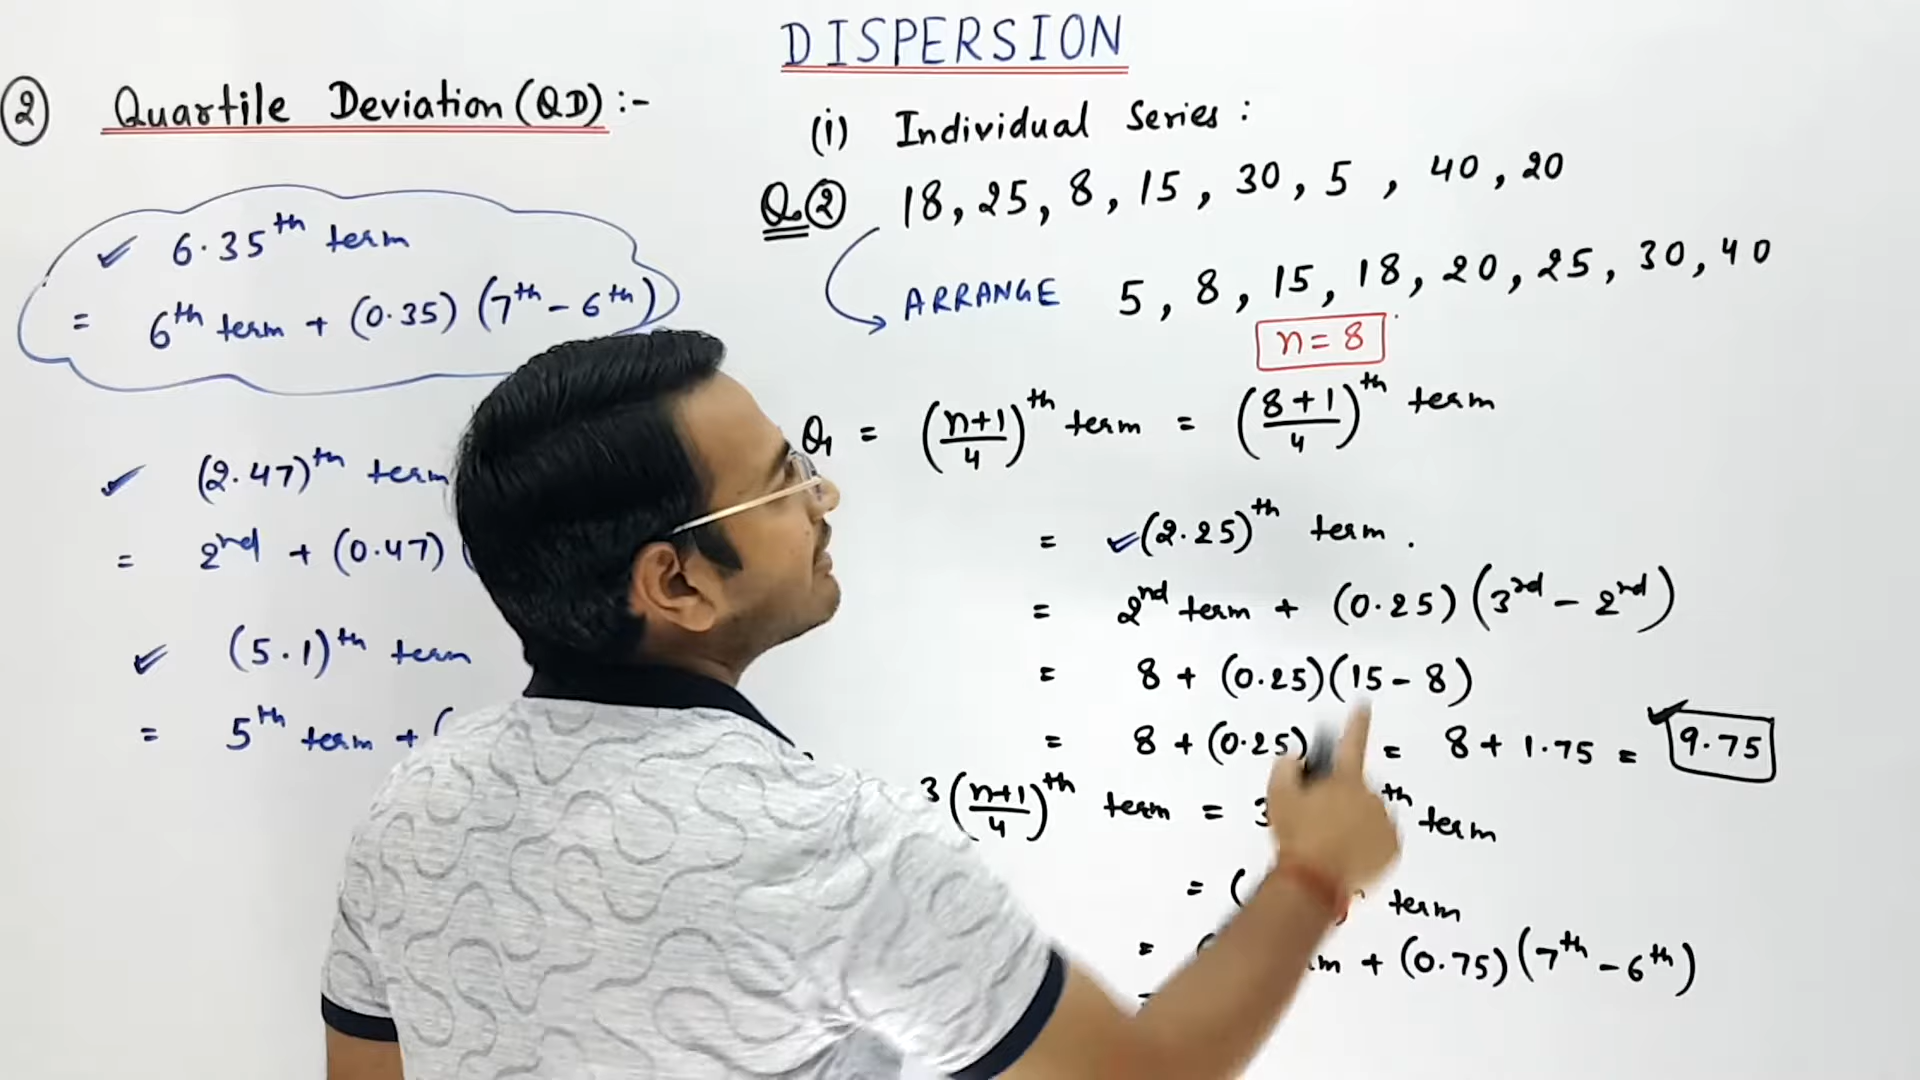 DISPERSION
② Quartile Deviation (QD) :-
✓ 6.35th term
= 6th term + (0.35) (7th - 6th)
✓ (2.47)th term
= 2nd + (0.47) (
✓ (5.1)th term
= 5th term + (
(i) Individual Series :
Q② 18, 25, 8, 15, 30, 5 , 40, 20
ARRANGE 5, 8, 15, 18, 20, 25, 30, 40
n = 8
Q1 = (n+1/4)th term = (8+1/4)th term
= ✓(2.25)th term.
= 2nd term + (0.25) (3rd - 2nd)
= 8 + (0.25)(15 - 8)
= 8 + (0.25) = 8 + 1.75 = 9.75
3 (n+1/4)th term = 3 th term
= ( term
= + (0.75) (7th - 6th)